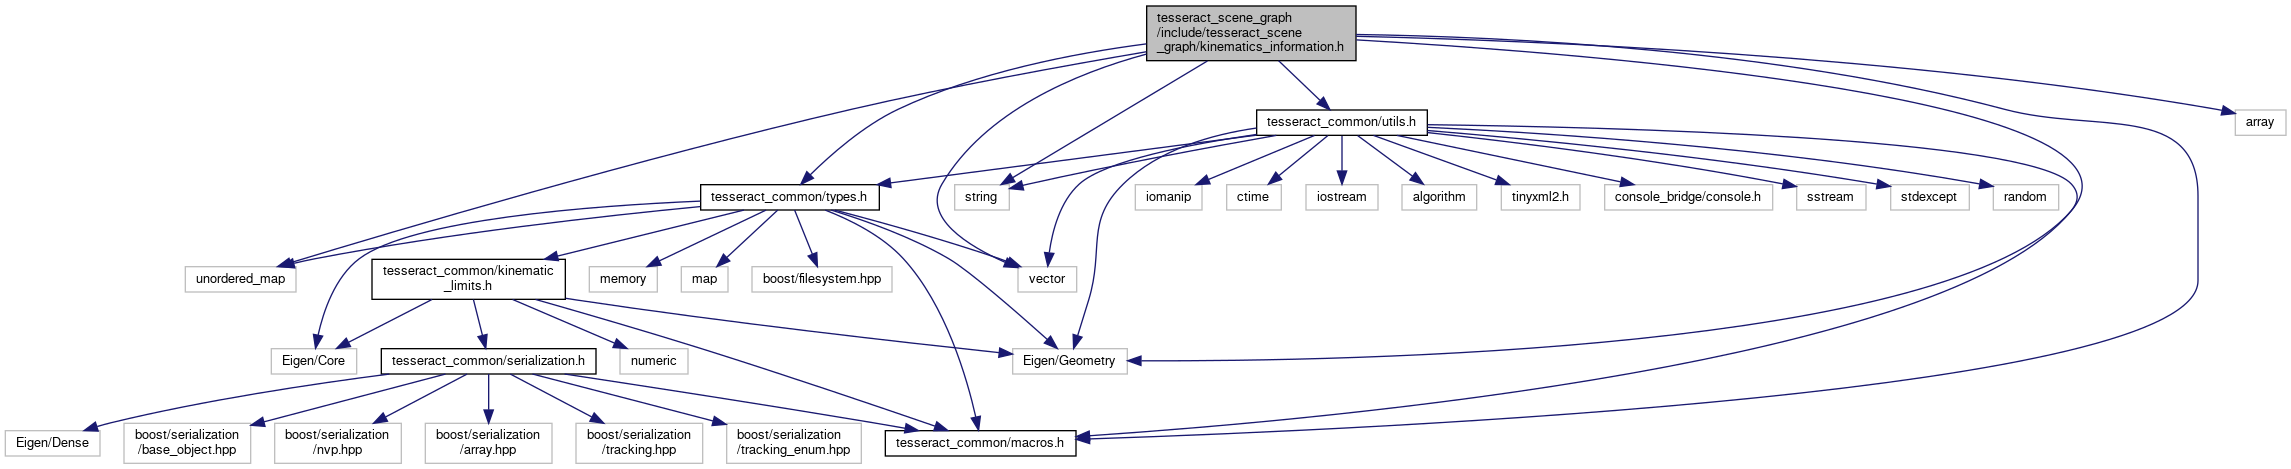 tesseract_scene_graph
/include/tesseract_scene
_graph/kinematics_information.h
tesseract_common/utils.h
array
tesseract_common/types.h
string
iomanip
ctime
iostream
algorithm
tinyxml2.h
console_bridge/console.h
sstream
stdexcept
random
unordered_map
tesseract_common/kinematic
_limits.h
memory
map
boost/filesystem.hpp
vector
Eigen/Core
tesseract_common/serialization.h
numeric
Eigen/Geometry
Eigen/Dense
boost/serialization
/base_object.hpp
boost/serialization
/nvp.hpp
boost/serialization
/array.hpp
boost/serialization
/tracking.hpp
boost/serialization
/tracking_enum.hpp
tesseract_common/macros.h